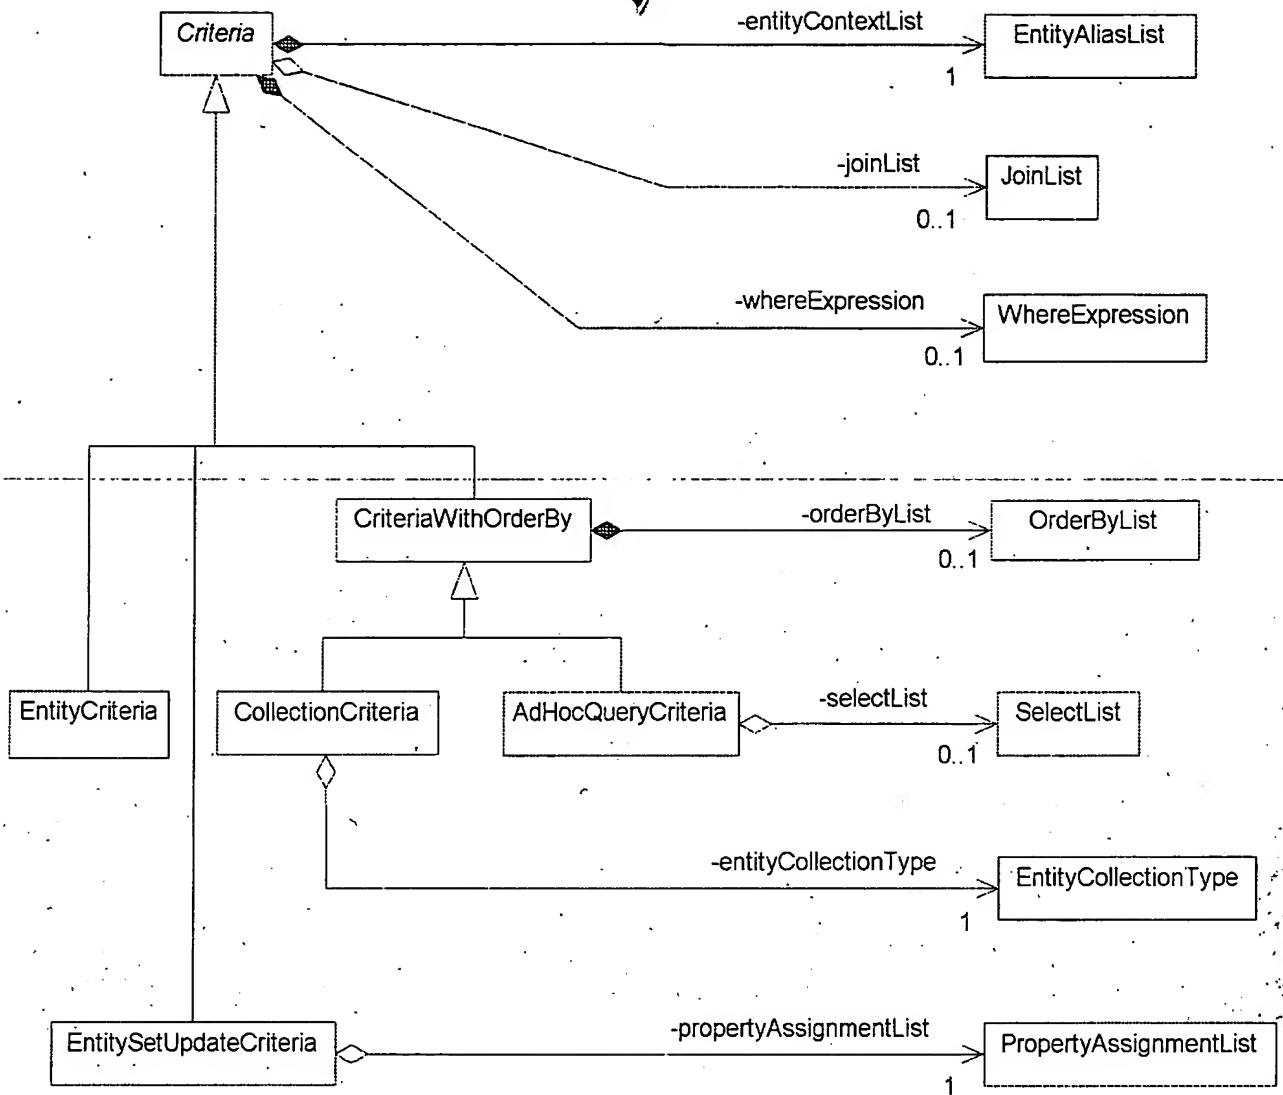 Criteria
-entityContextList
EntityAliasList
1
-joinList
JoinList
0..1
-whereExpression
WhereExpression
0..1
CriteriaWithOrderBy
-orderByList
OrderByList
0..1
EntityCriteria
CollectionCriteria
AdHocQueryCriteria
-selectList
SelectList
0..1
-entityCollectionType
EntityCollectionType
1
EntitySetUpdateCriteria
-propertyAssignmentList
PropertyAssignmentList
1